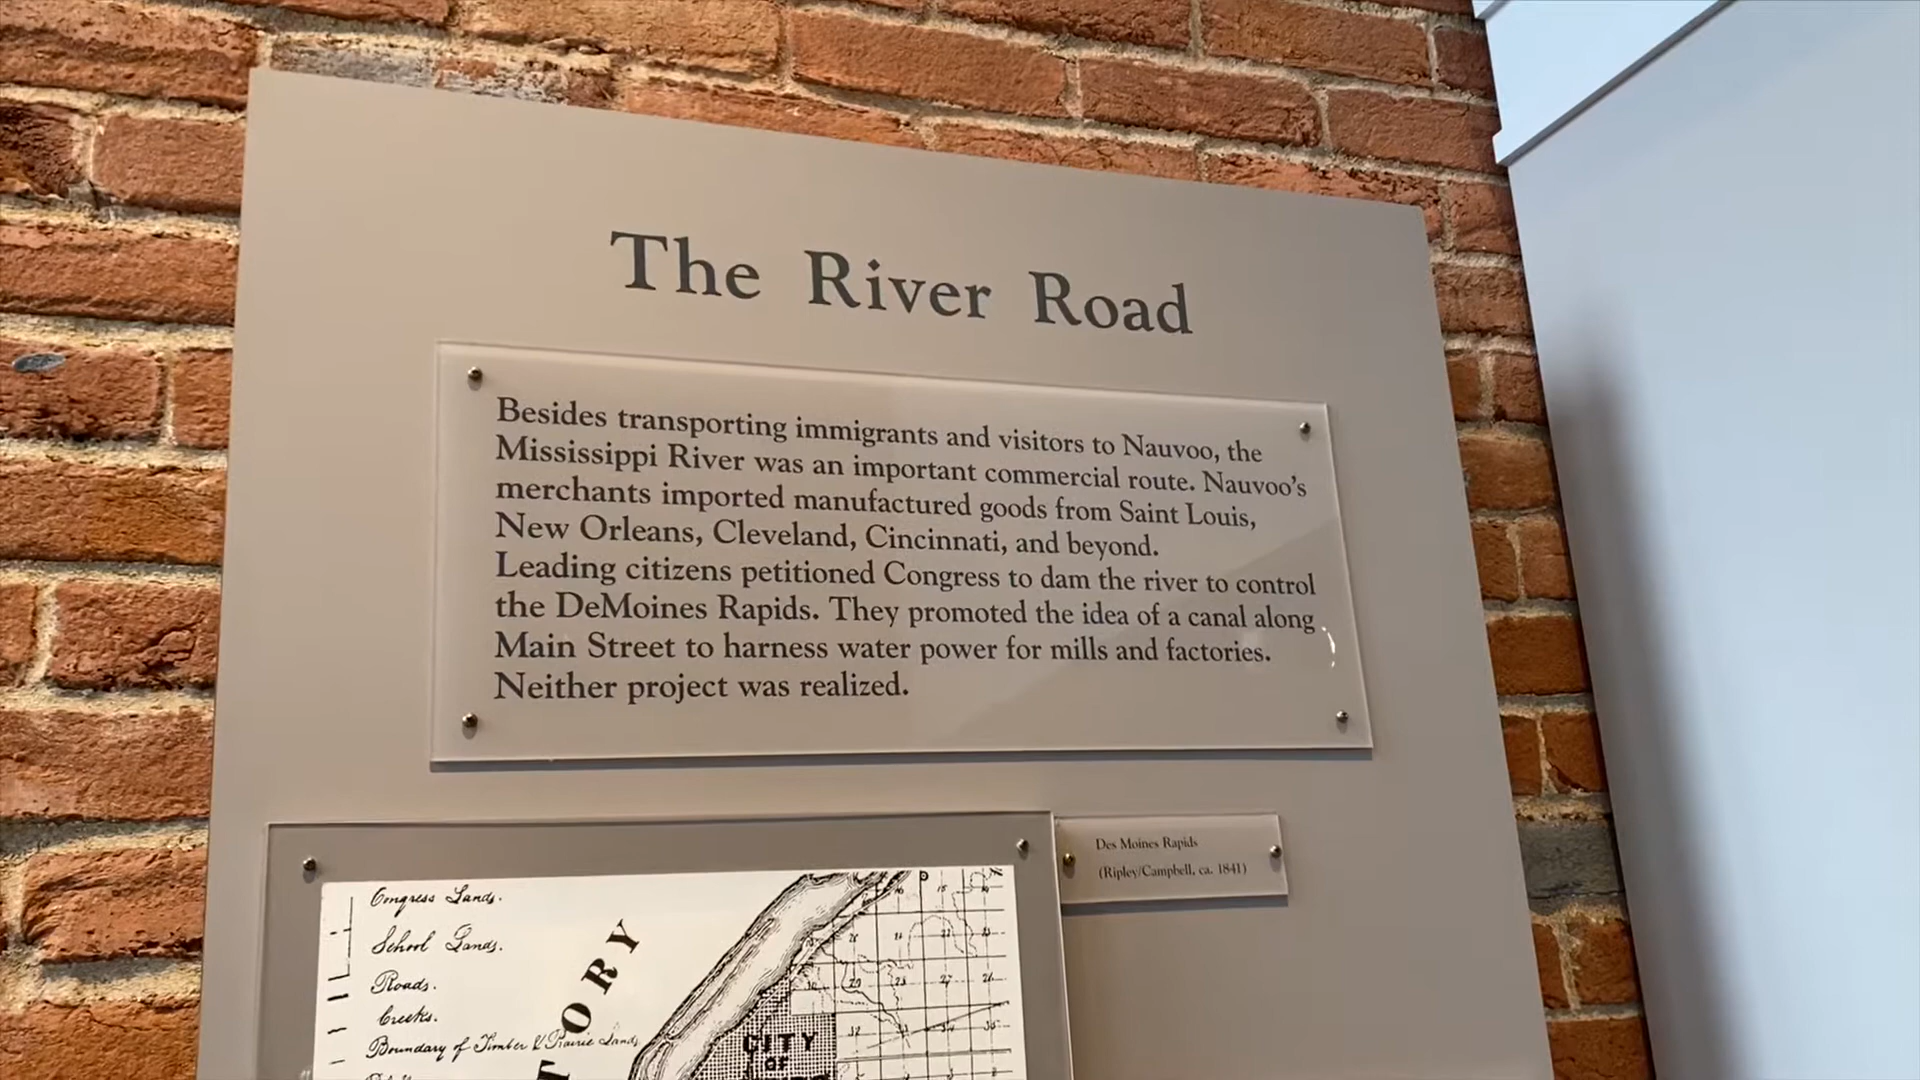 The River Road
Besides transporting immigrants and visitors to Nauvoo, the
Mississippi River was an important commercial route. Nauvoo's
merchants imported manufactured goods from Saint Louis,
New Orleans, Cleveland, Cincinnati, and beyond.
Leading citizens petitioned Congress to dam the river to control
the DeMoines Rapids. They promoted the idea of a canal along
Main Street to harness water power for mills and factories.
Neither project was realized.
Des Moines Rapids
(Ripley/Campbell, ca. 1841)
Congress Lands.
School Lands.
Roads.
Creeks.
Boundary of Timber & Prairie Lands
TORY
CITY
OF